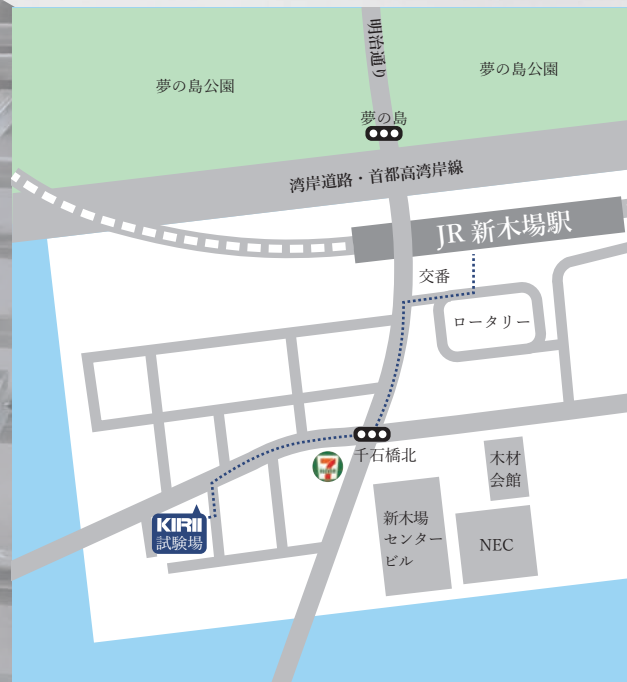 明治通り
夢の島公園
夢の島公園
夢の島
湾岸道路・首都高湾岸線
JR 新木場駅
交番
ロータリー
千石橋北
7
木材
会館
新木場
センター
ビル
NEC
KIRII
試験場